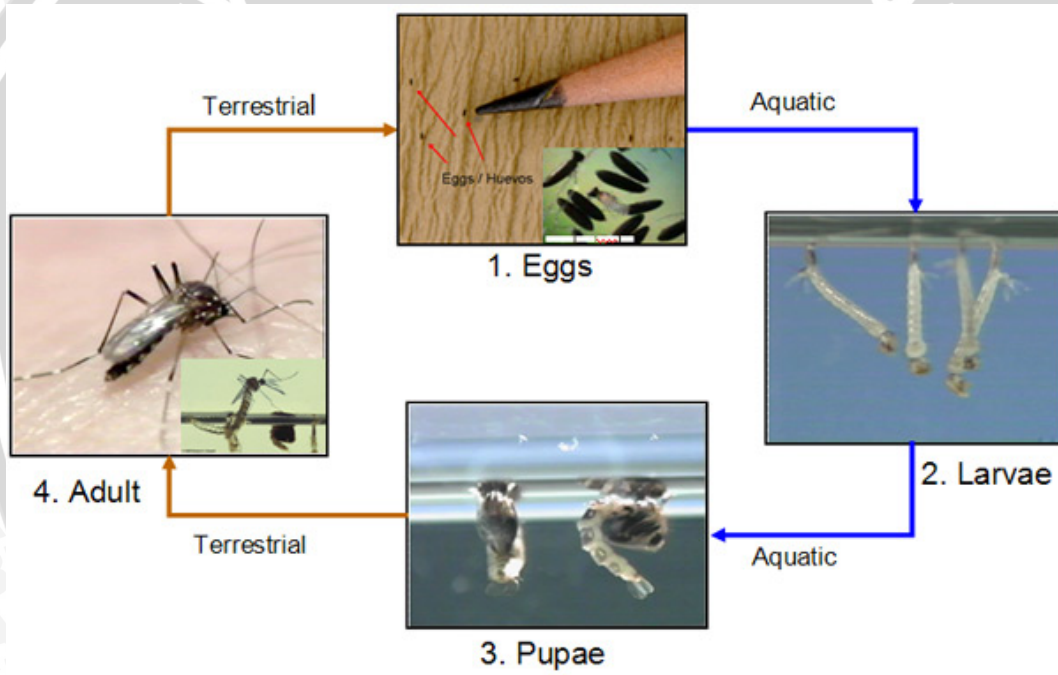 Terrestrial
Aquatic
Eggs / Huevos
1. Eggs
2. Larvae
4. Adult
Terrestrial
Aquatic
3. Pupae